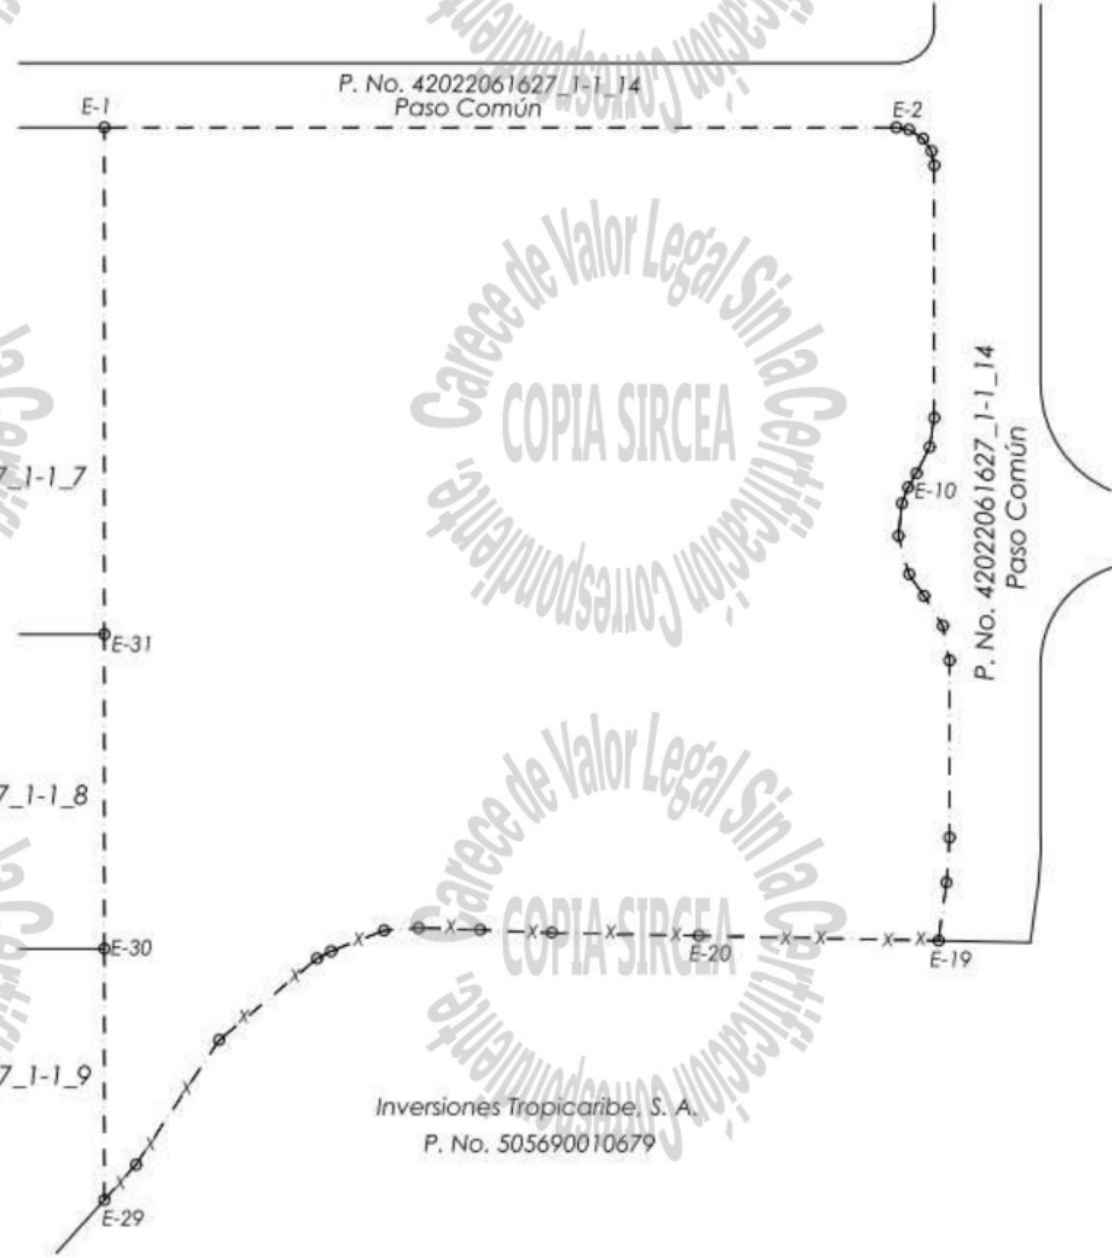 P. No. 42022061627_1-1_14
Paso Común
E-1
E-2
Carece de Valor Legal Sin la Certificación Correspondiente
COPIA SIRCEA
7_1-1_7
E-10
P. No. 42022061627_1-1_14
Paso Común
E-31
7_1-1_8
Carece de Valor Legal Sin la Certificación Correspondiente
COPIA SIRCEA
E-30
E-20
E-19
7_1-1_9
Inversiones Tropicaribe, S. A.
P. No. 505690010679
E-29